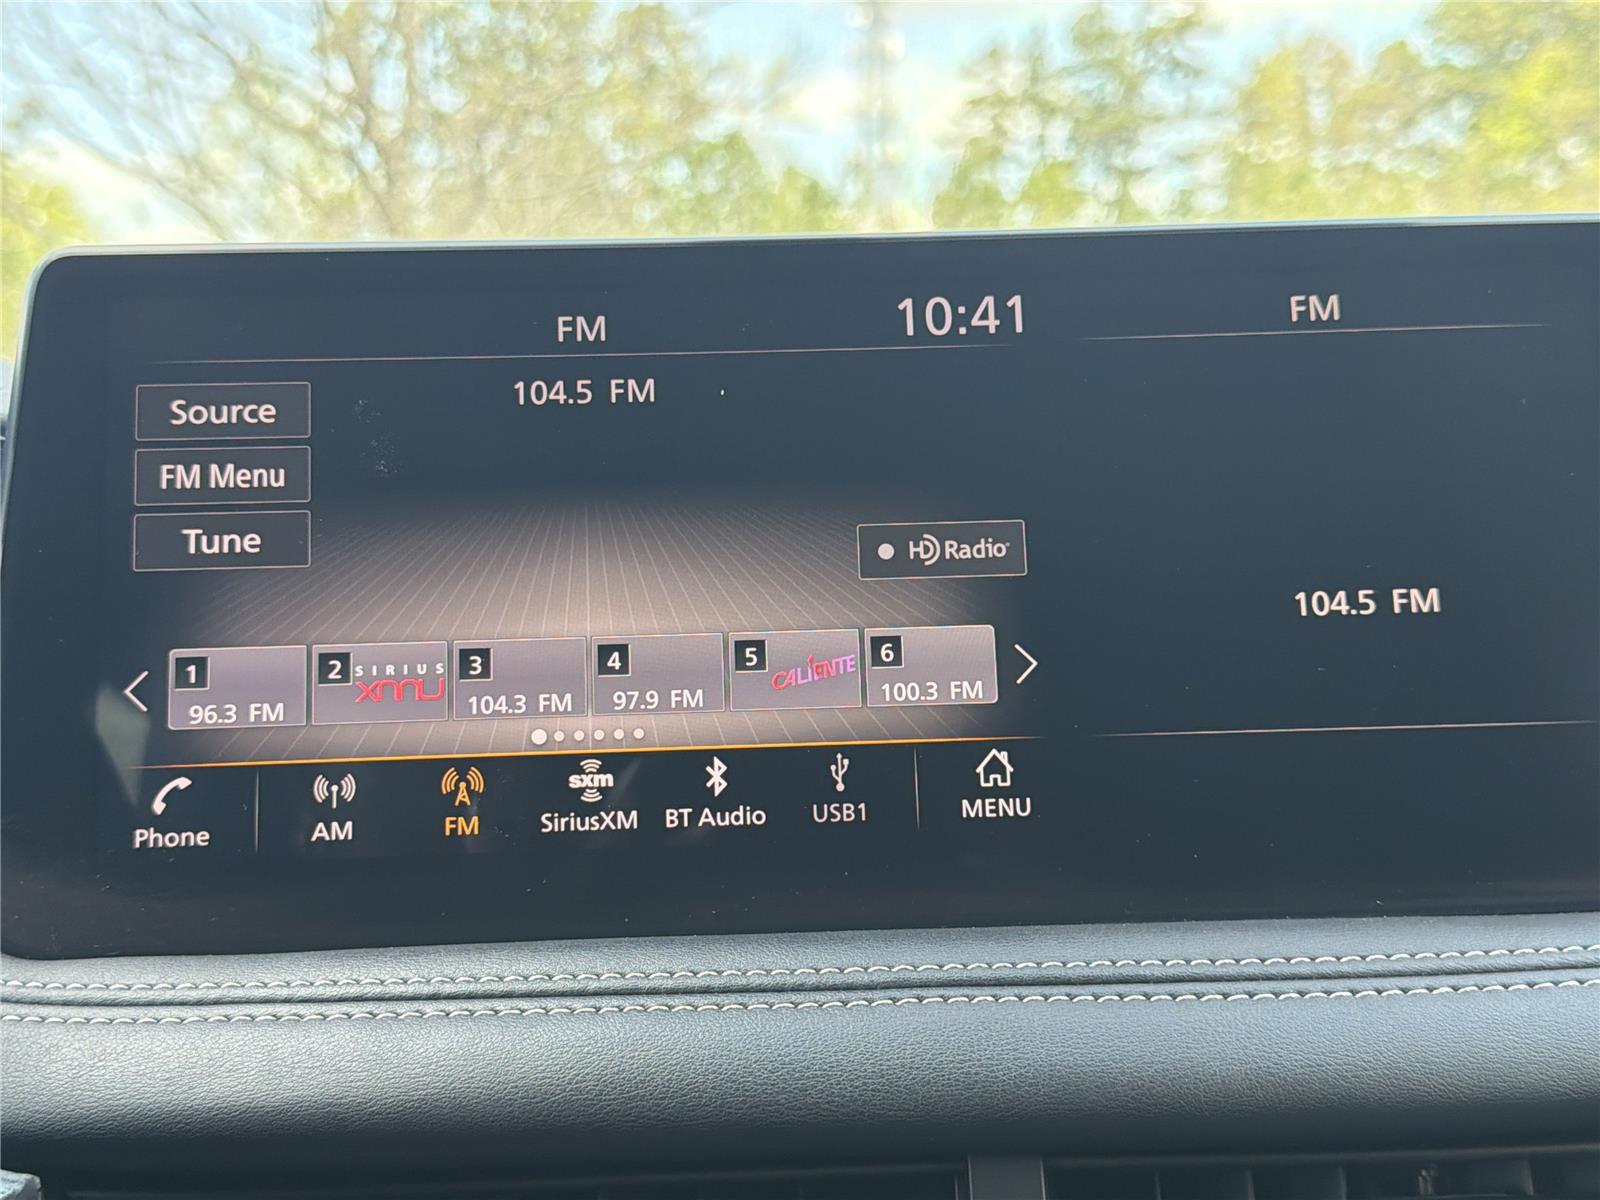 FM
10:41
FM
104.5 FM
Source
FM Menu
Tune
HD Radio
104.5 FM
1
96.3 FM
2
SIRIUS
XMU
3
104.3 FM
4
97.9 FM
5
CALIENTE
6
100.3 FM
Phone
AM
FM
sxm
SiriusXM
BT Audio
USB1
MENU